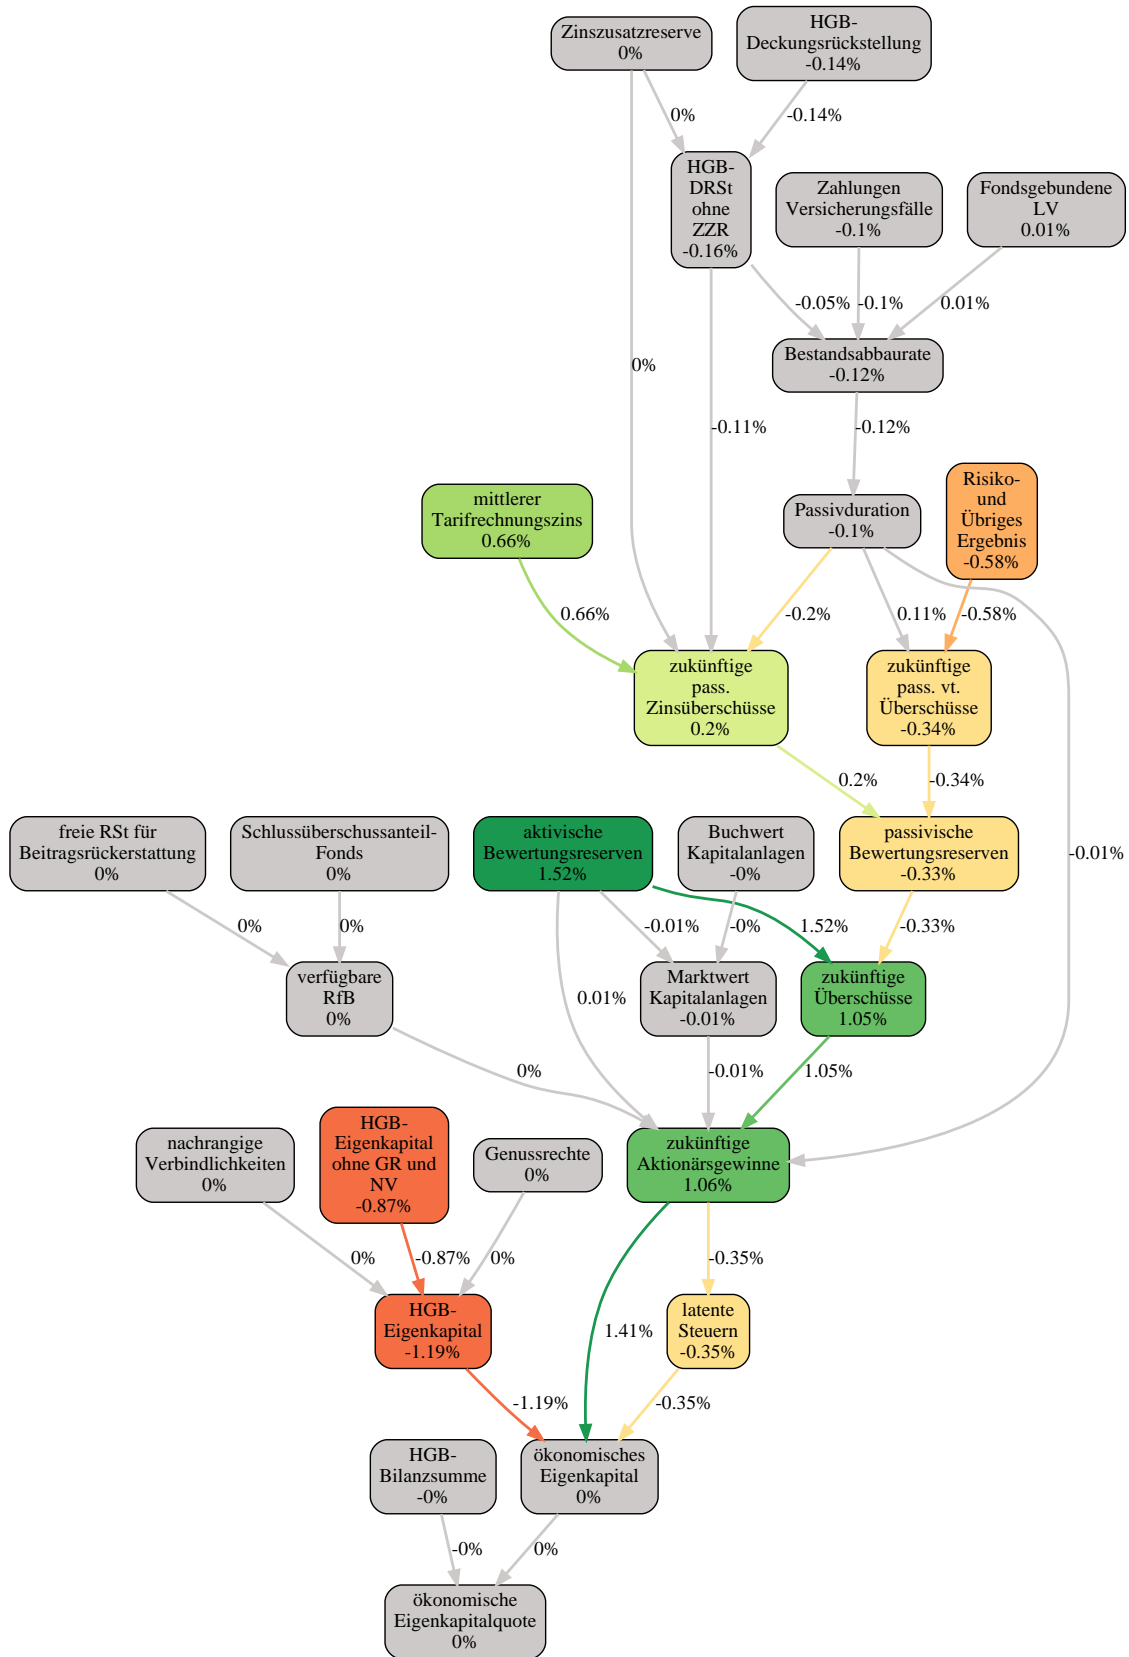 Zinszusatzreserve
0%
HGB-
Deckungsrückstellung
-0.14%
0%
-0.14%
HGB-
DRSt
ohne
ZZR
-0.16%
Zahlungen
Versicherungsfälle
-0.1%
Fondsgebundene
LV
0.01%
-0.05%
-0.1%
0.01%
Bestandsabbaurate
-0.12%
0%
-0.11%
-0.12%
mittlerer
Tarifrechnungszins
0.66%
Passivduration
-0.1%
Risiko-
und
Übriges
Ergebnis
-0.58%
0.66%
-0.2%
0.11%
-0.58%
zukünftige
pass.
Zinsüberschüsse
0.2%
zukünftige
pass. vt.
Überschüsse
-0.34%
0.2%
-0.34%
freie RSt für
Beitragsrückerstattung
0%
Schlussüberschussanteil-
Fonds
0%
aktivische
Bewertungsreserven
1.52%
Buchwert
Kapitalanlagen
-0%
passivische
Bewertungsreserven
-0.33%
-0.01%
0%
0%
-0.01%
-0%
1.52%
-0.33%
verfügbare
RfB
0%
0.01%
Marktwert
Kapitalanlagen
-0.01%
zukünftige
Überschüsse
1.05%
0%
-0.01%
1.05%
nachrangige
Verbindlichkeiten
0%
HGB-
Eigenkapital
ohne GR und
NV
-0.87%
Genussrechte
0%
zukünftige
Aktionärsgewinne
1.06%
0%
-0.87%
0%
-0.35%
HGB-
Eigenkapital
-1.19%
1.41%
latente
Steuern
-0.35%
-1.19%
-0.35%
HGB-
Bilanzsumme
-0%
ökonomisches
Eigenkapital
0%
-0%
0%
ökonomische
Eigenkapitalquote
0%